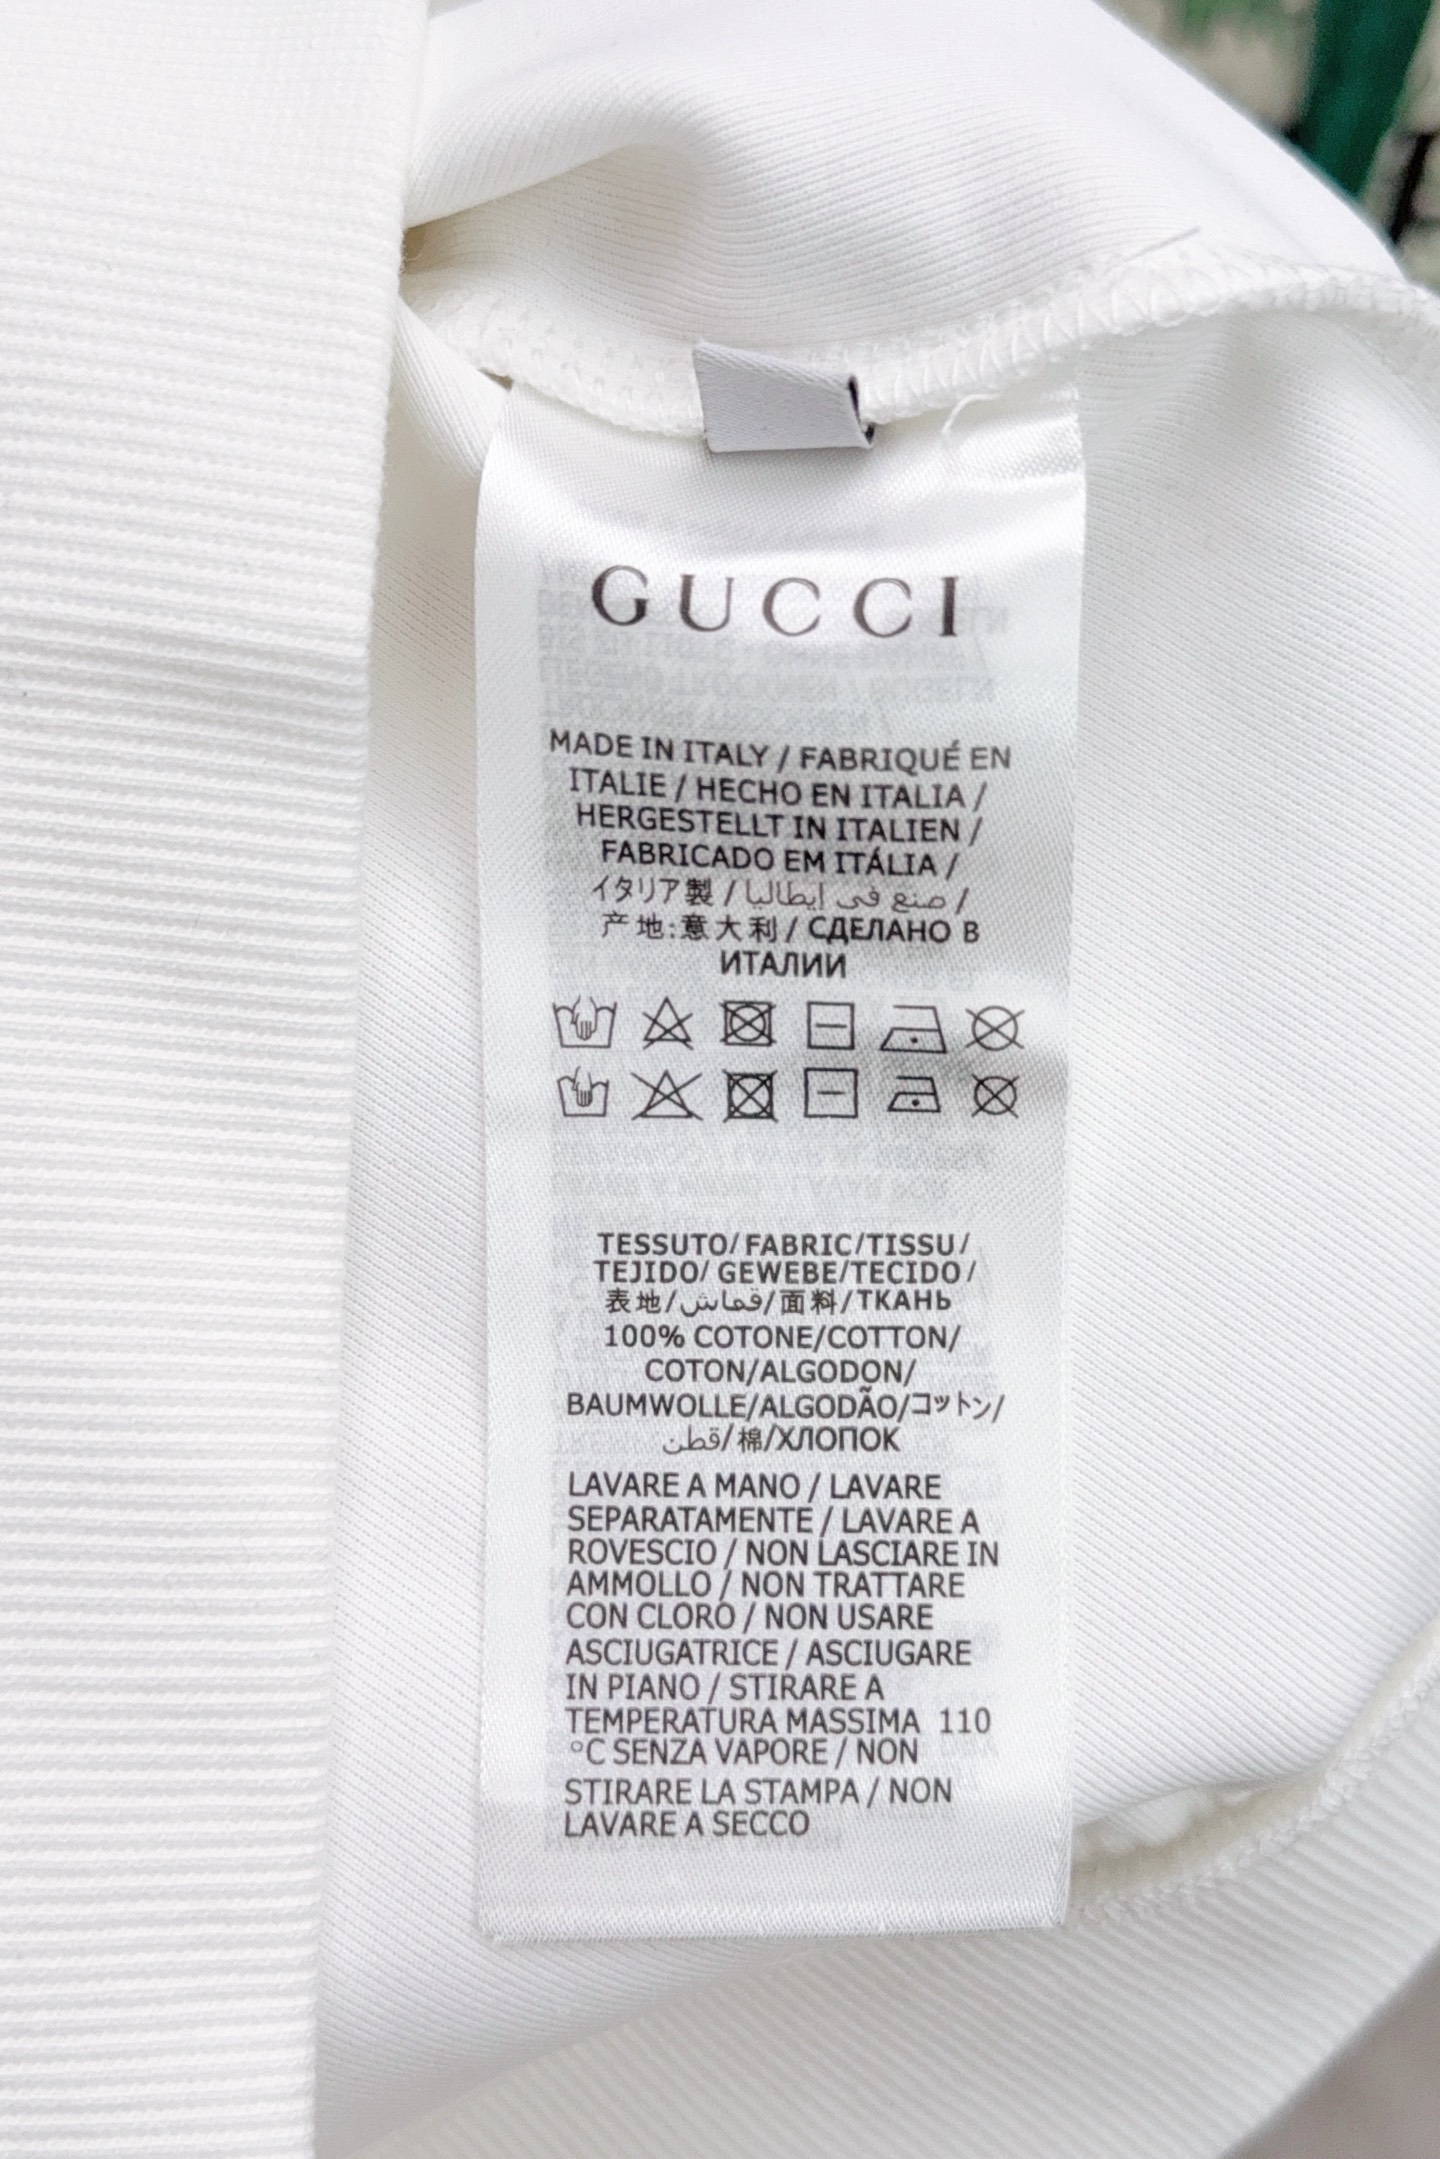 GUCCI
MADE IN ITALY / FABRIQUÉ EN
ITALIE / HECHO EN ITALIA /
HERGESTELLT IN ITALIEN /
FABRICADO EM ITÁLIA /
イタリア製 / صنع في إيطاليا /
产地:意大利 / СДЕЛАНО В
ИТАЛИИ
TESSUTO/FABRIC/TISSU/
TEJIDO/ GEWEBE/TECIDO/
表地/قماش/面料/ТКАНЬ
100% COTONE/COTTON/
COTON/ALGODON/
BAUMWOLLE/ALGODÃO/コットン/
قطن/棉/ХЛОПОК
LAVARE A MANO / LAVARE
SEPARATAMENTE / LAVARE A
ROVESCIO / NON LASCIARE IN
AMMOLLO / NON TRATTARE
CON CLORO / NON USARE
ASCIUGATRICE / ASCIUGARE
IN PIANO / STIRARE A
TEMPERATURA MASSIMA 110
°C SENZA VAPORE / NON
STIRARE LA STAMPA / NON
LAVARE A SECCO